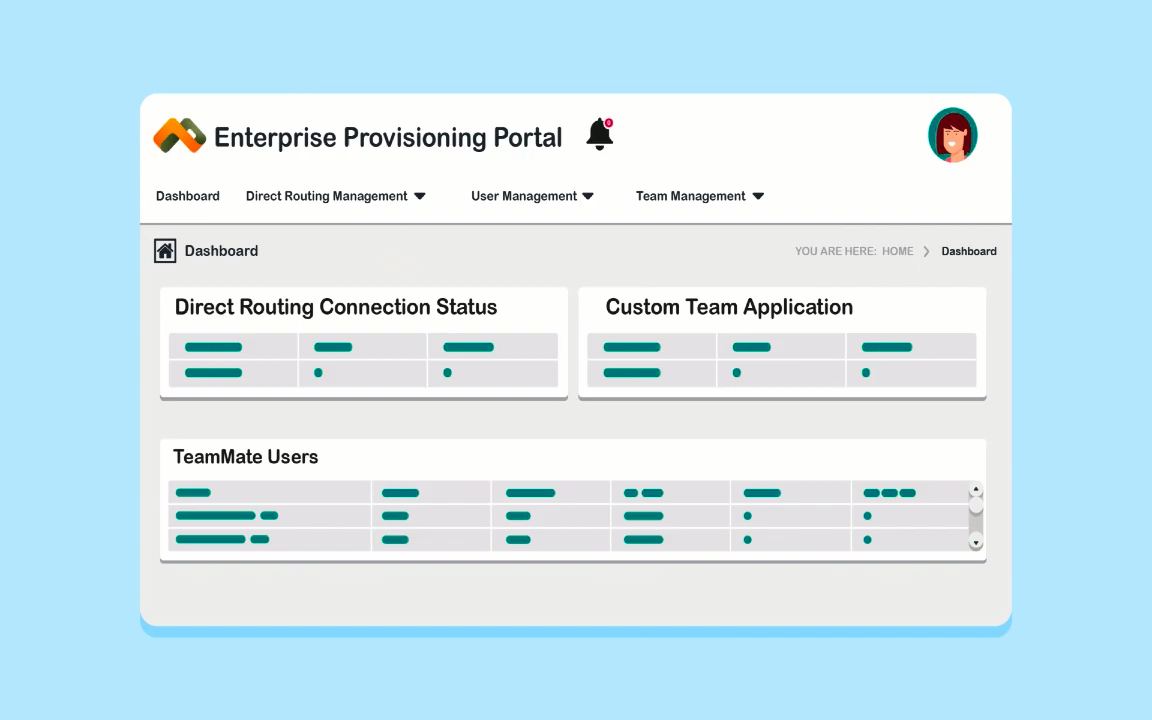 Enterprise Provisioning Portal
0
Dashboard Direct Routing Management User Management Team Management
Dashboard
YOU ARE HERE: HOME Dashboard
Direct Routing Connection Status
Custom Team Application
TeamMate Users